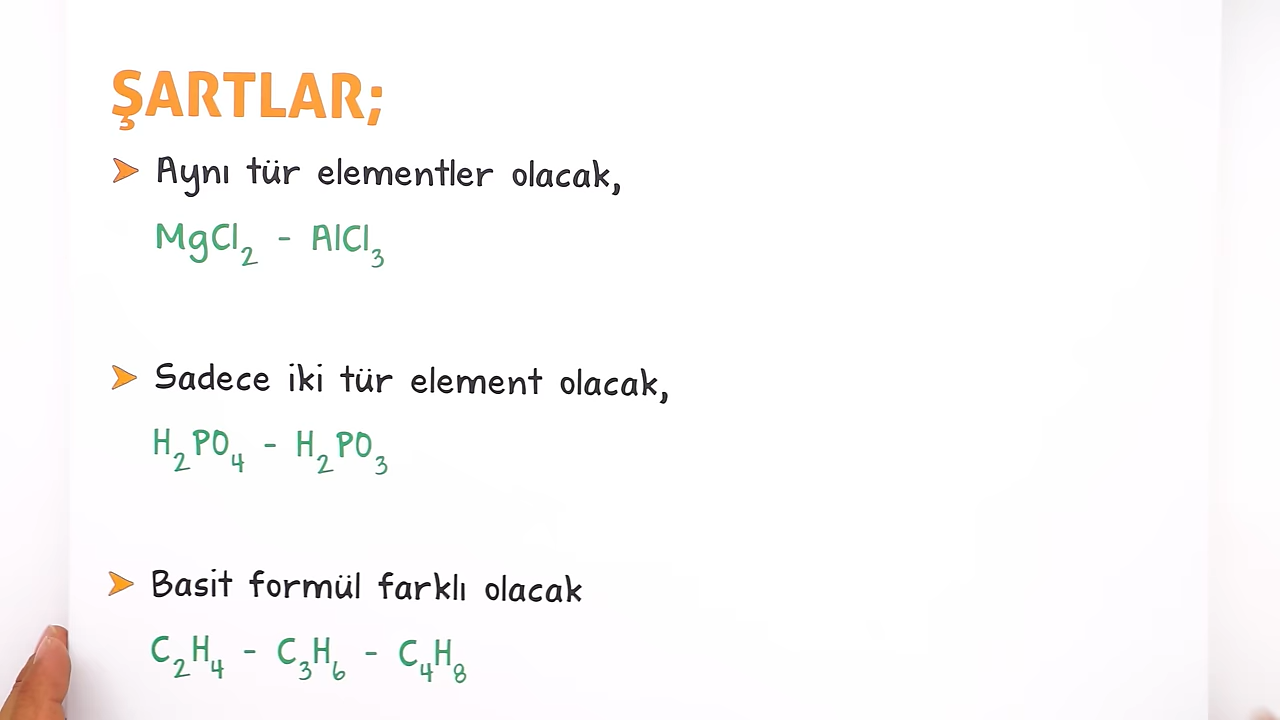 ŞARTLAR;
➤ Aynı tür elementler olacak,
MgCl₂ - AlCl₃
➤ Sadece iki tür element olacak,
H₂PO₄ - H₂PO₃
➤ Basit formül farklı olacak
C₂H₄ - C₃H₆ - C₄H₈